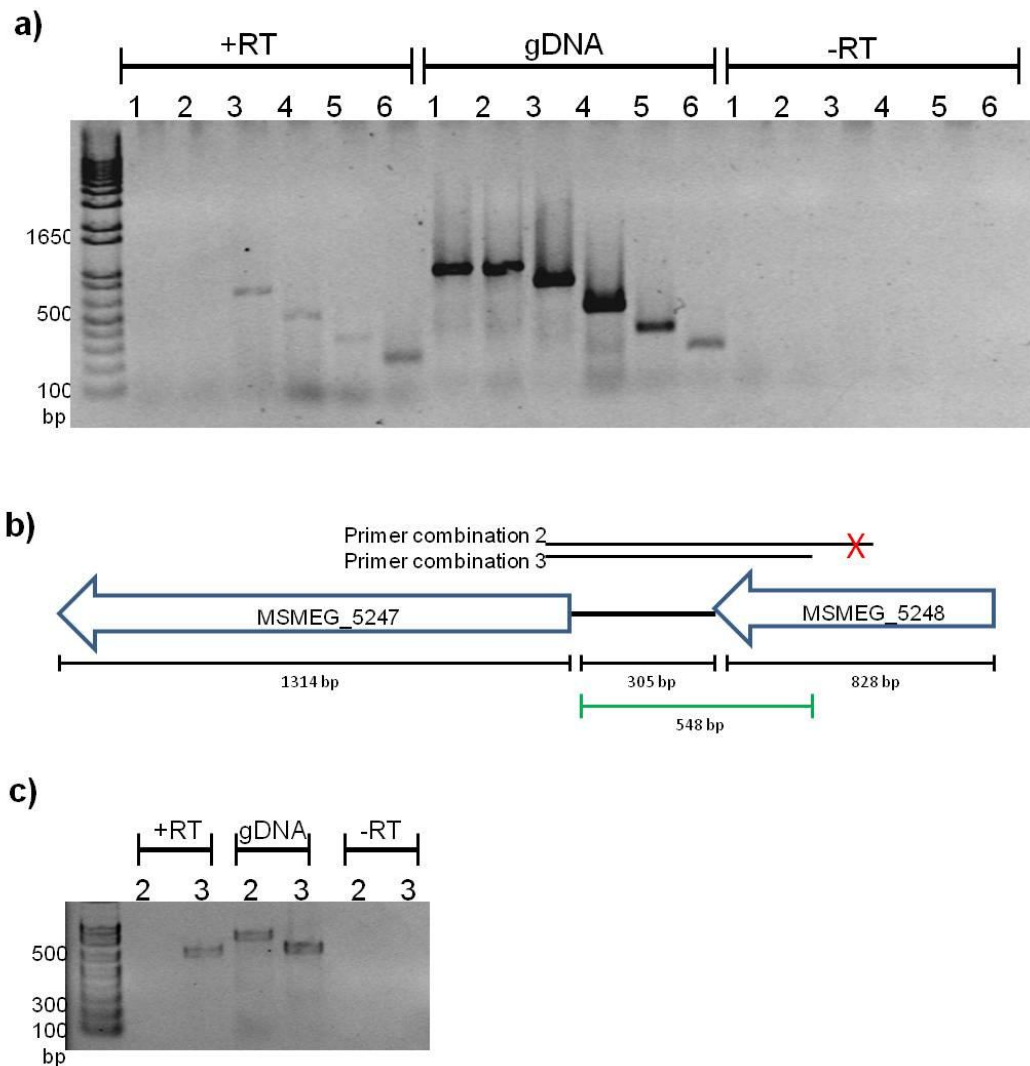 a)
+RT gDNA -RT
1 2 3 4 5 6 1 2 3 4 5 6 1 2 3 4 5 6
1650
500
100
bp
b)
Primer combination 2
X
Primer combination 3
MSMEG_5247 MSMEG_5248
1314 bp 305 bp 828 bp
548 bp
c)
+RT gDNA -RT
2 3 2 3 2 3
500
300
100
bp